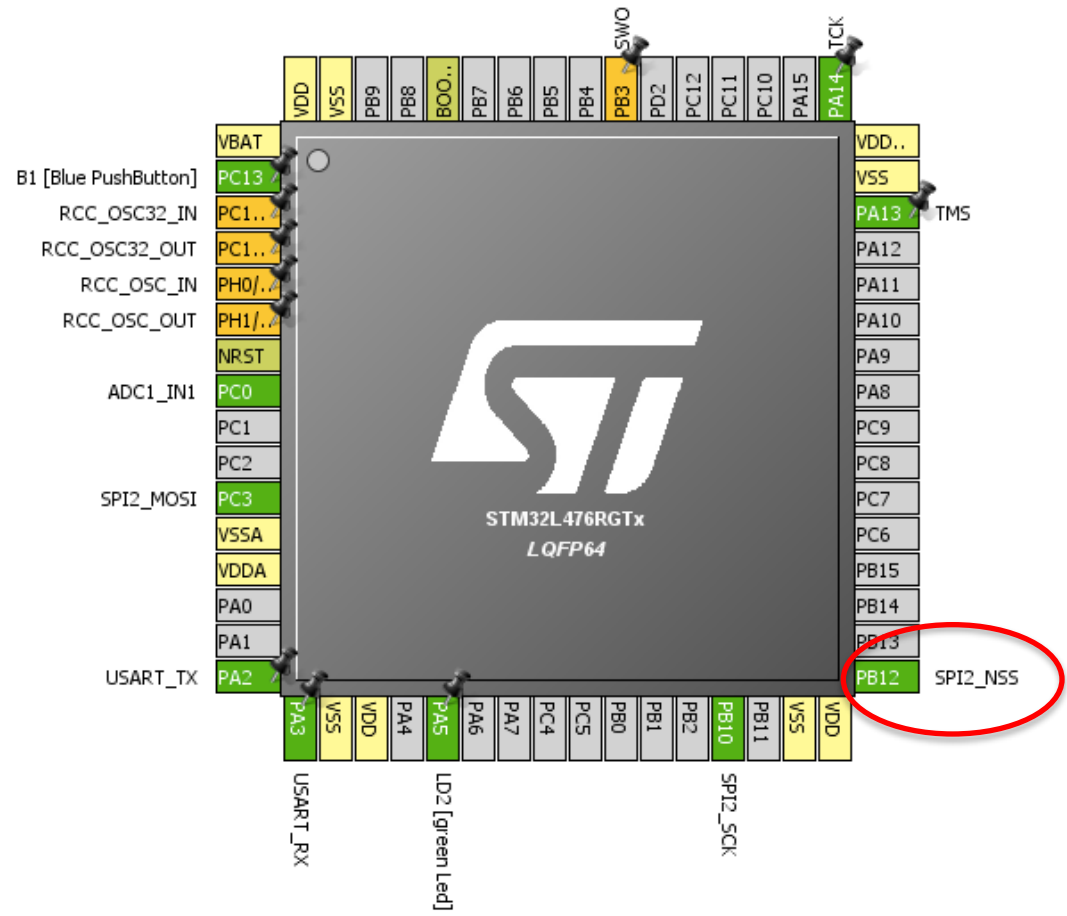 SWO
TCK
VDD
VSS
PB9
PB8
BOO..
PB7
PB6
PB5
PB4
PB3
PD2
PC12
PC11
PC10
PA15
PA14
VBAT
B1 [Blue PushButton] PC13
RCC_OSC32_IN PC1..
RCC_OSC32_OUT PC1..
RCC_OSC_IN PH0/..
RCC_OSC_OUT PH1/..
NRST
ADC1_IN1 PC0
PC1
PC2
SPI2_MOSI PC3
VSSA
VDDA
PA0
PA1
USART_TX PA2
STM32L476RGTx
LQFP64
VDD..
VSS
PA13 TMS
PA12
PA11
PA10
PA9
PA8
PC9
PC8
PC7
PC6
PB15
PB14
PB13
PB12 SPI2_NSS
PA3
VSS
VDD
PA4
PA5
PA6
PA7
PC4
PC5
PB0
PB1
PB2
PB10
PB11
VSS
VDD
USART_RX
LD2 [green Led]
SPI2_SCK